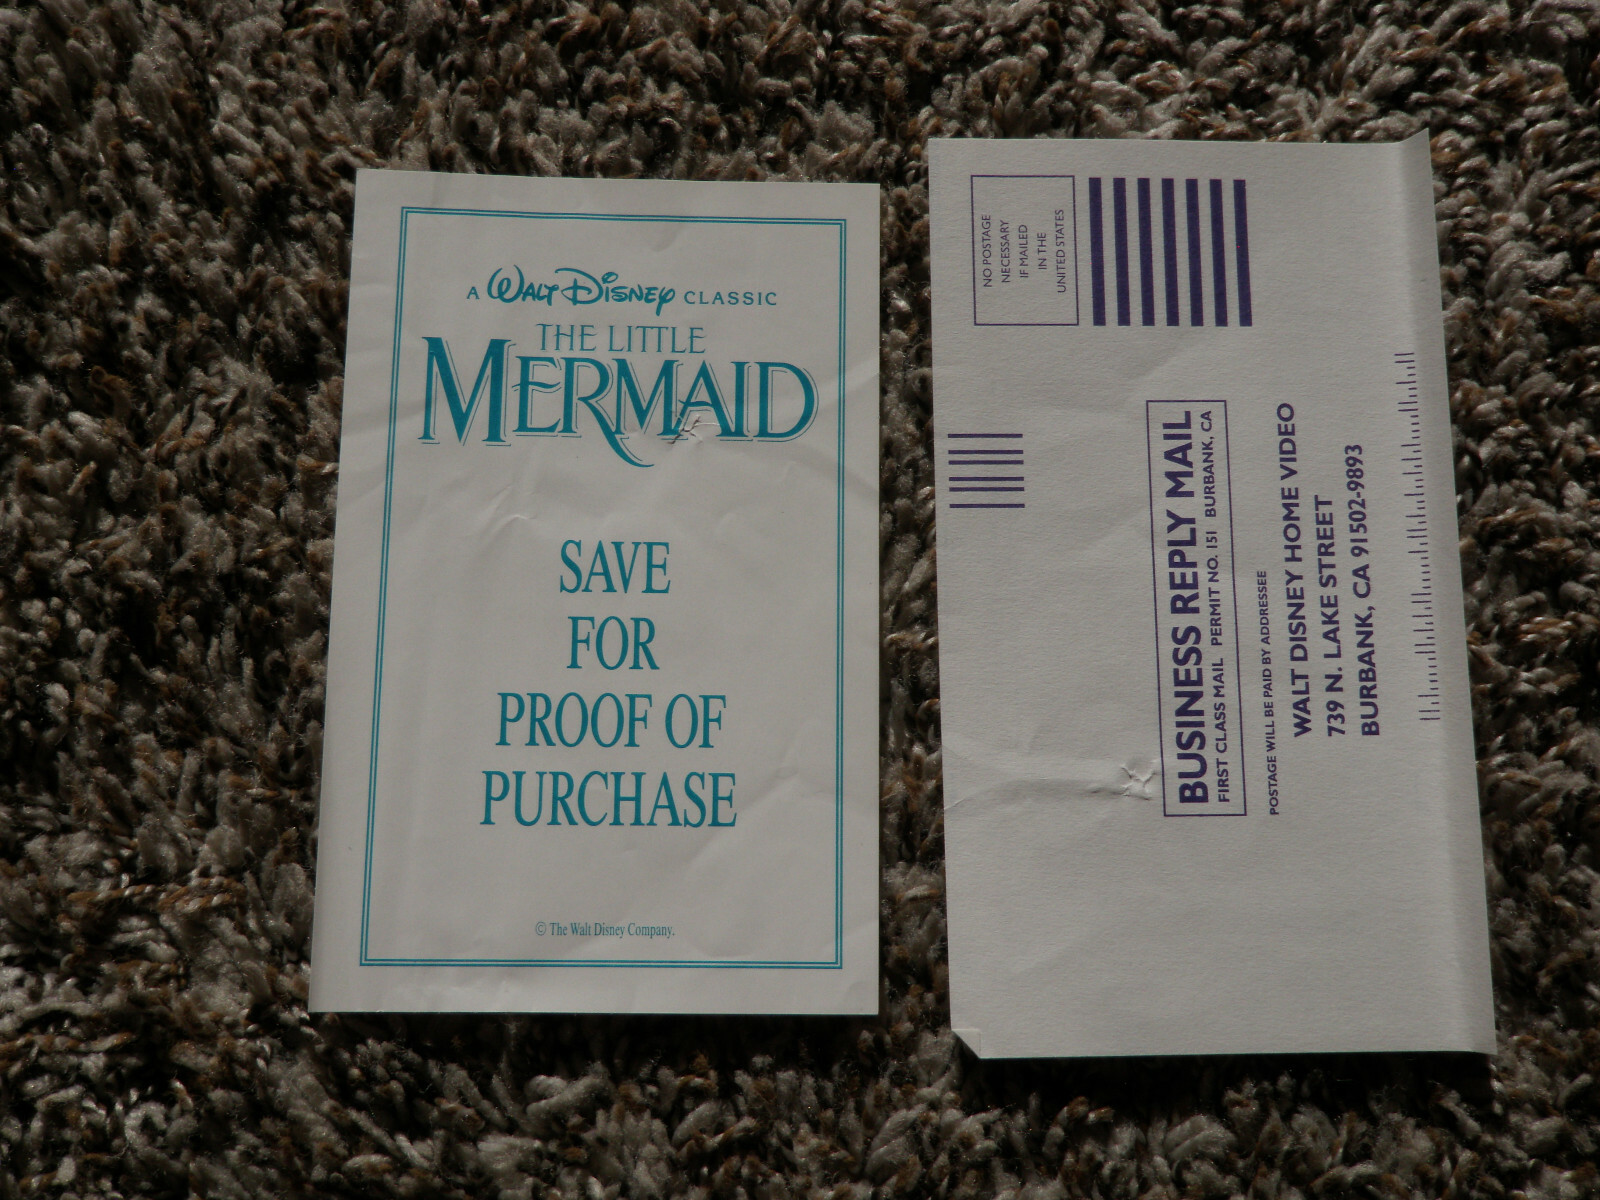 A WALT DISNEY CLASSIC
THE LITTLE
MERMAID
SAVE
FOR
PROOF OF
PURCHASE
© The Walt Disney Company.
NO POSTAGE
NECESSARY
IF MAILED
IN THE
UNITED STATES
BUSINESS REPLY MAIL
FIRST CLASS MAIL PERMIT NO. 151 BURBANK, CA
POSTAGE WILL BE PAID BY ADDRESSEE
WALT DISNEY HOME VIDEO
739 N. LAKE STREET
BURBANK, CA 91502-9893